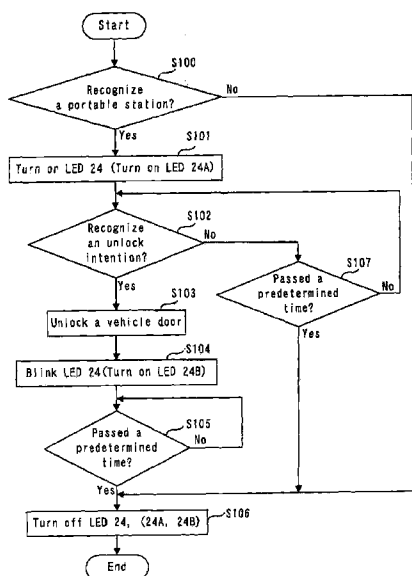 Start
S100
Recognize
a portable station?
No
Yes
S101
Turn on LED 24 (Turn on LED 24A)
S102
Recognize
an unlock
intention?
No
Yes
S107
Passed a
predetermined
time?
No
Yes
S103
Unlock a vehicle door
S104
Blink LED 24(Turn on LED 24B)
S105
Passed a
predetermined
time?
No
Yes
Turn off LED 24, (24A, 24B)
S106
End